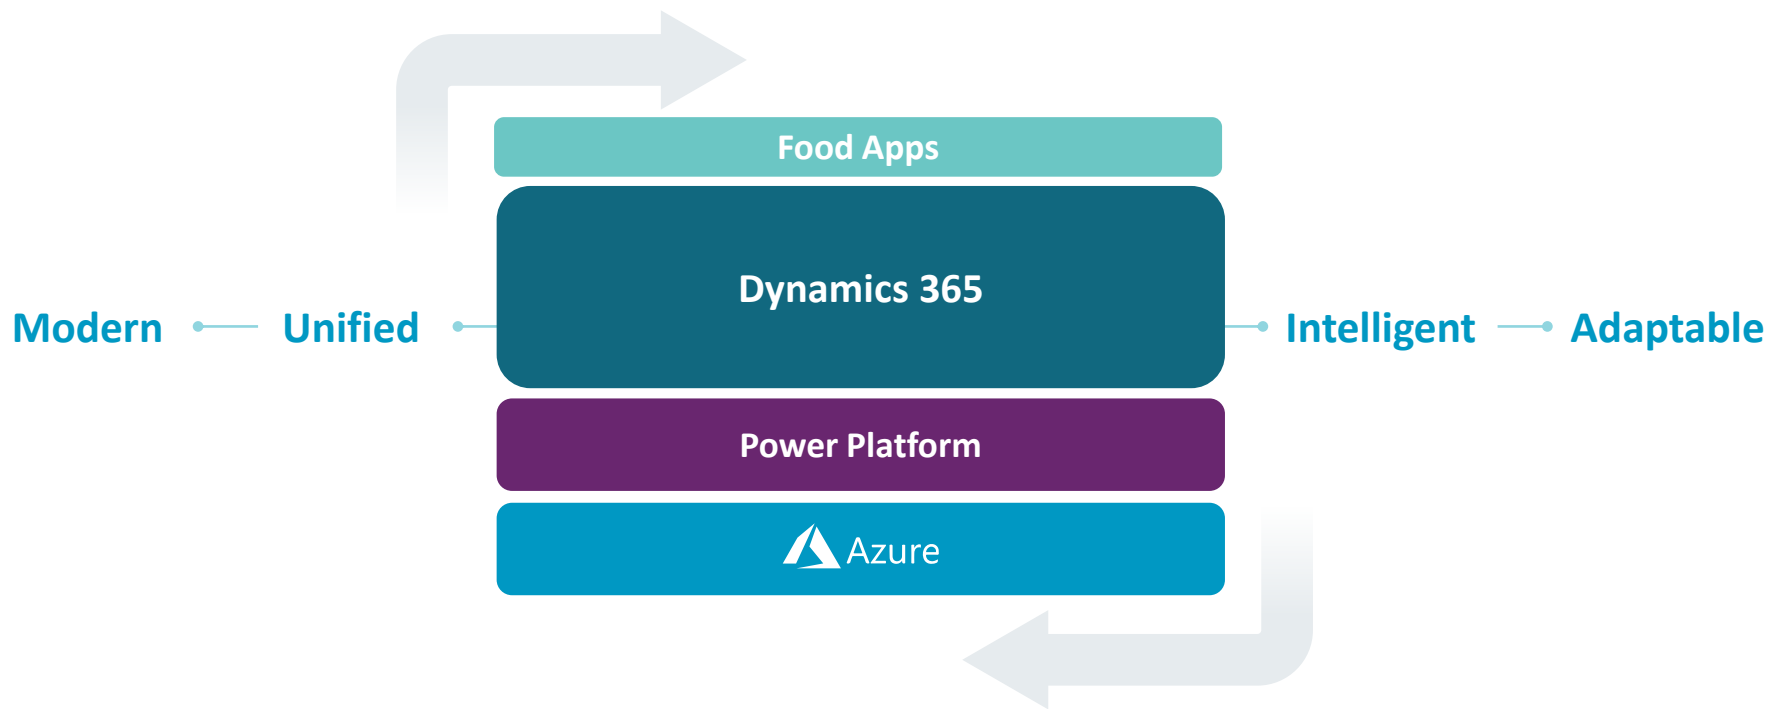 Food Apps
Dynamics 365
Modern Unified Intelligent Adaptable
Power Platform
Azure